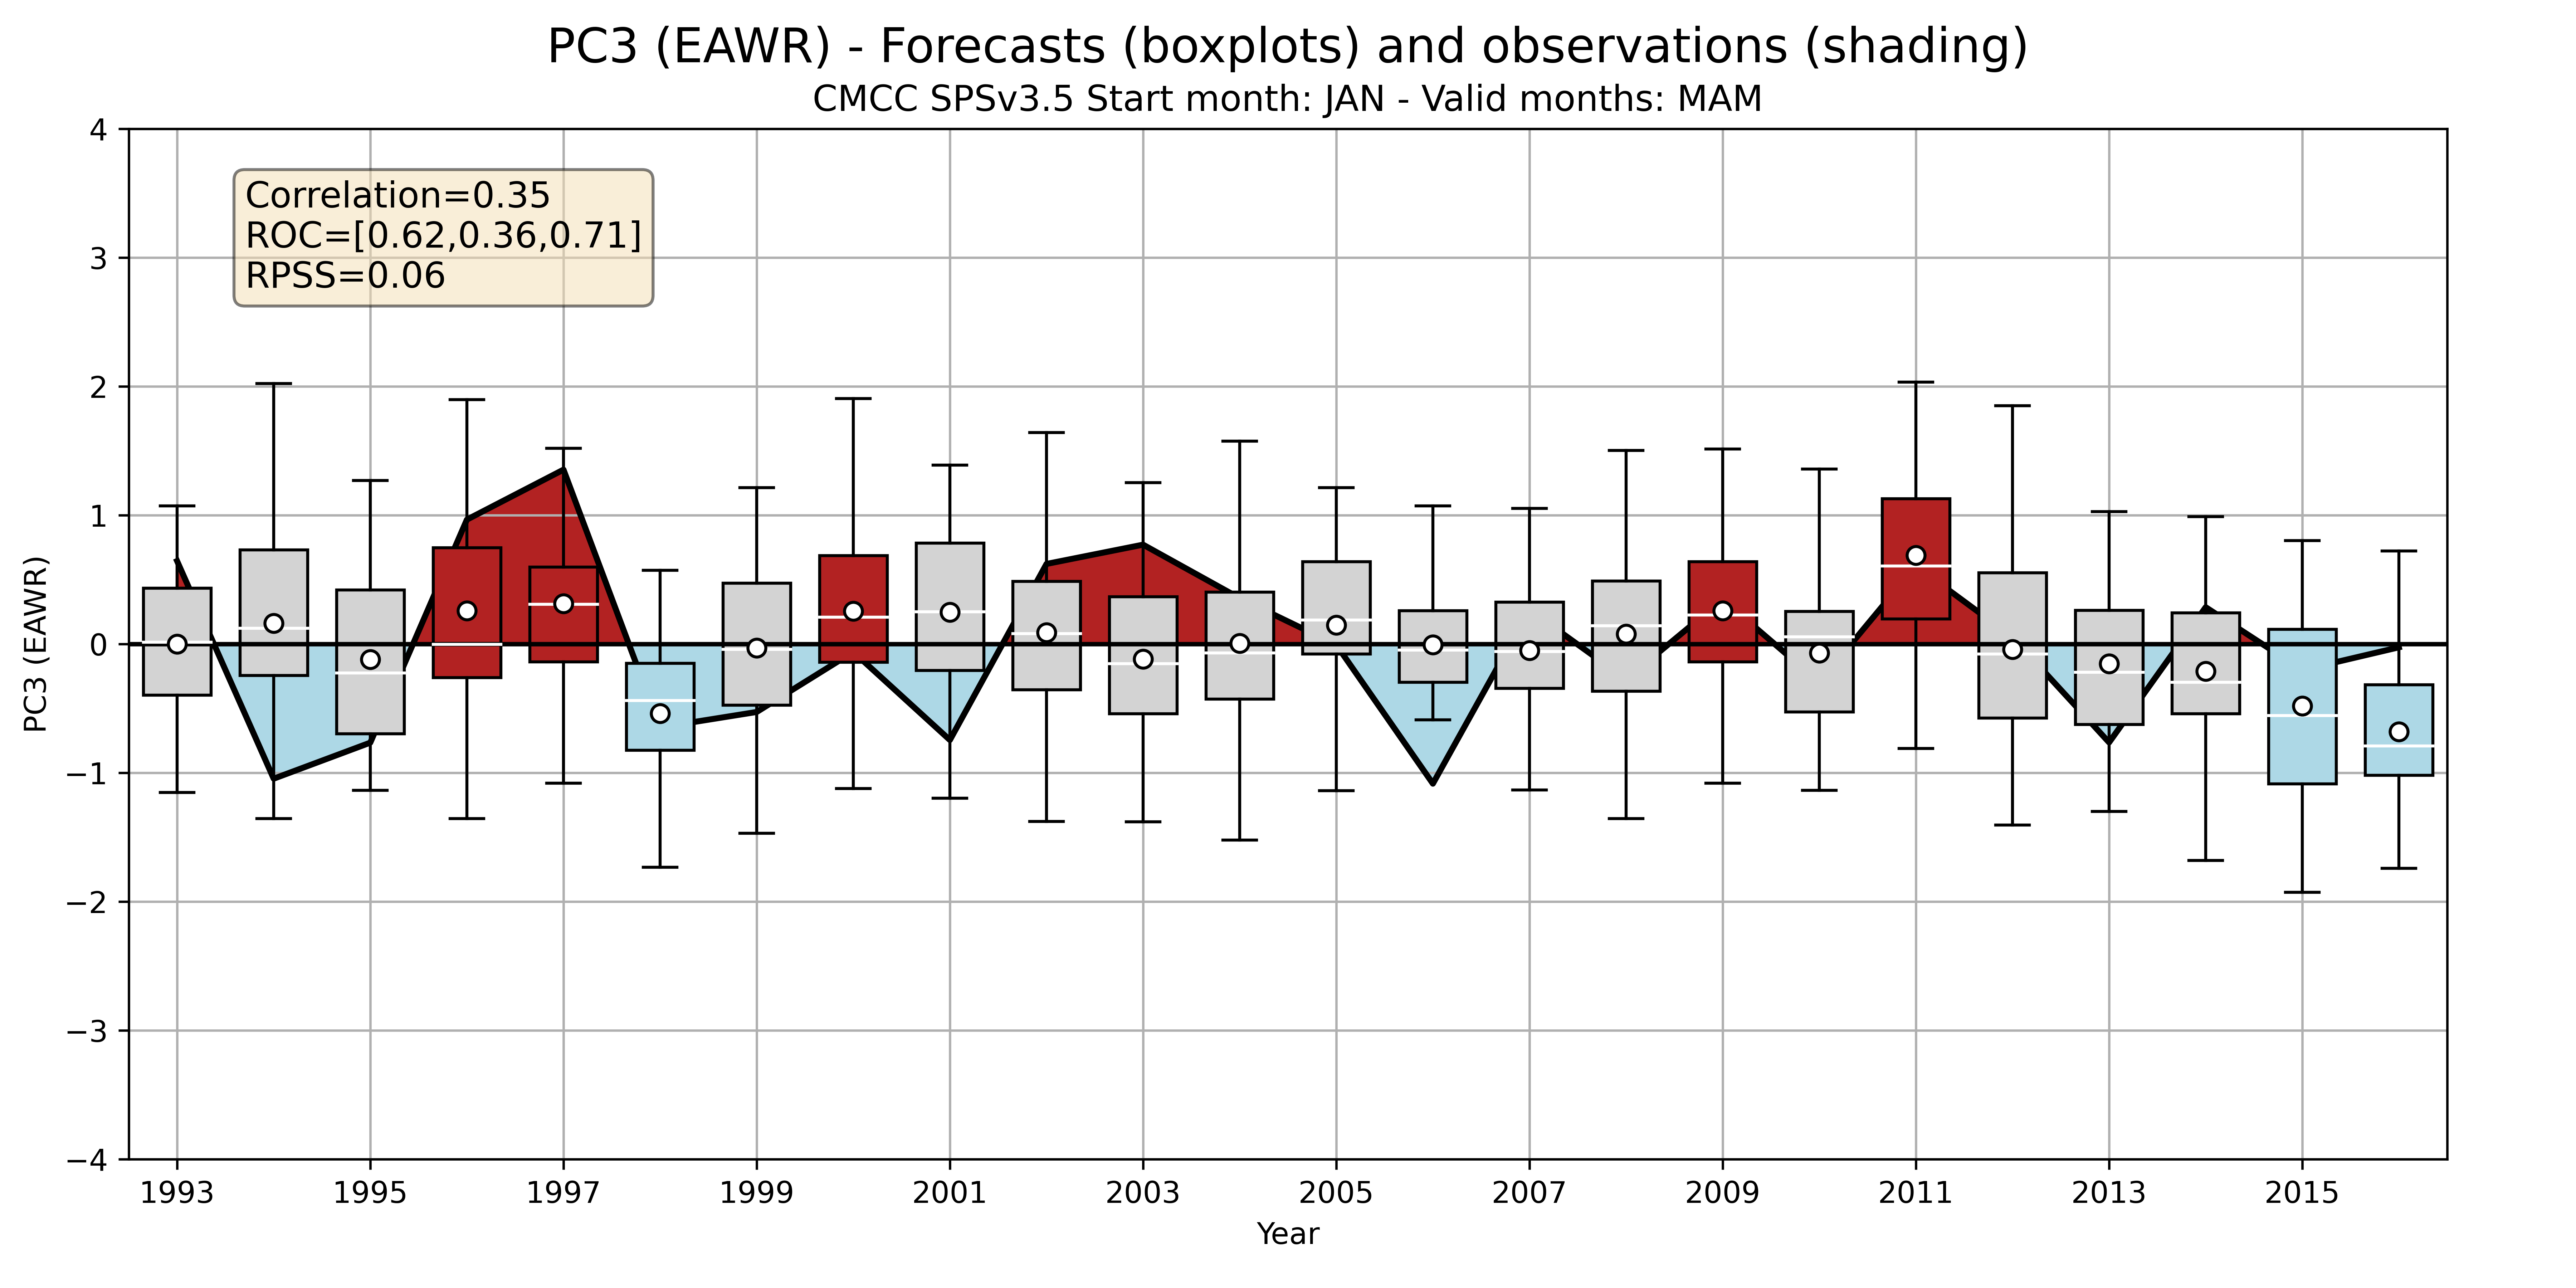 PC3 (EAWR) - Forecasts (boxplots) and observations (shading)
CMCC SPSv3.5 Start month: JAN - Valid months: MAM
Correlation=0.35
ROC=[0.62,0.36,0.71]
RPSS=0.06
PC3 (EAWR)
4
3
2
1
0
−1
−2
−3
−4
1993 1995 1997 1999 2001 2003 2005 2007 2009 2011 2013 2015
Year